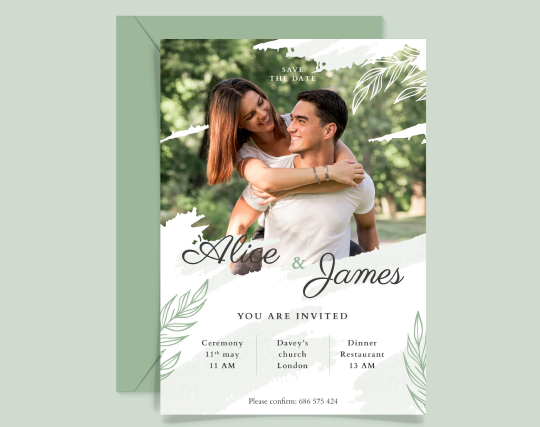 SAVE
THE DATE
Alice
&
James
YOU ARE INVITED
Ceremony
11th may
11 AM
Davey's
church
London
Dinner
Restaurant
13 AM
Please confirm: 686 575 424